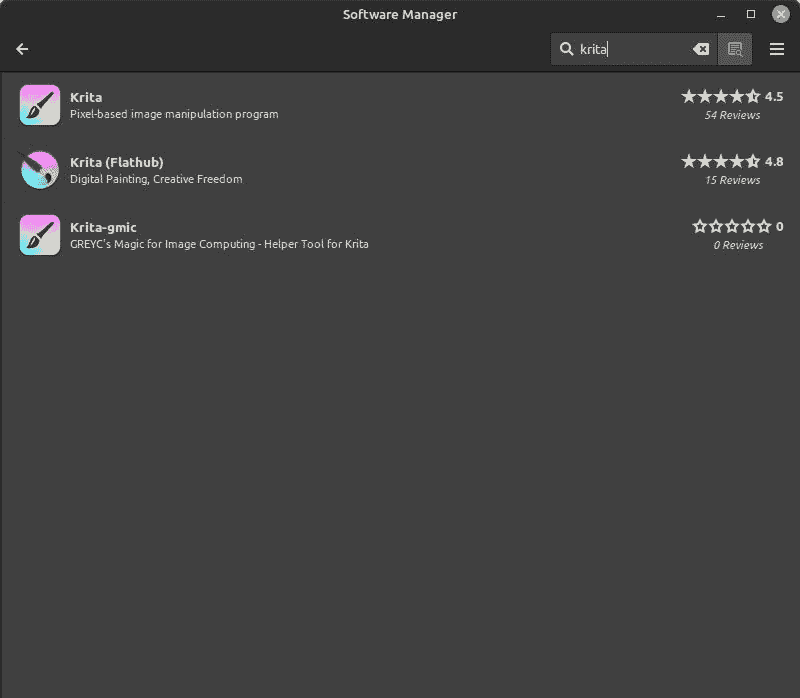 Software Manager
krita
Krita
4.5
Pixel-based image manipulation program
54 Reviews
Krita (Flathub)
4.8
Digital Painting, Creative Freedom
15 Reviews
Krita-gmic
0
GREYC's Magic for Image Computing - Helper Tool for Krita
0 Reviews